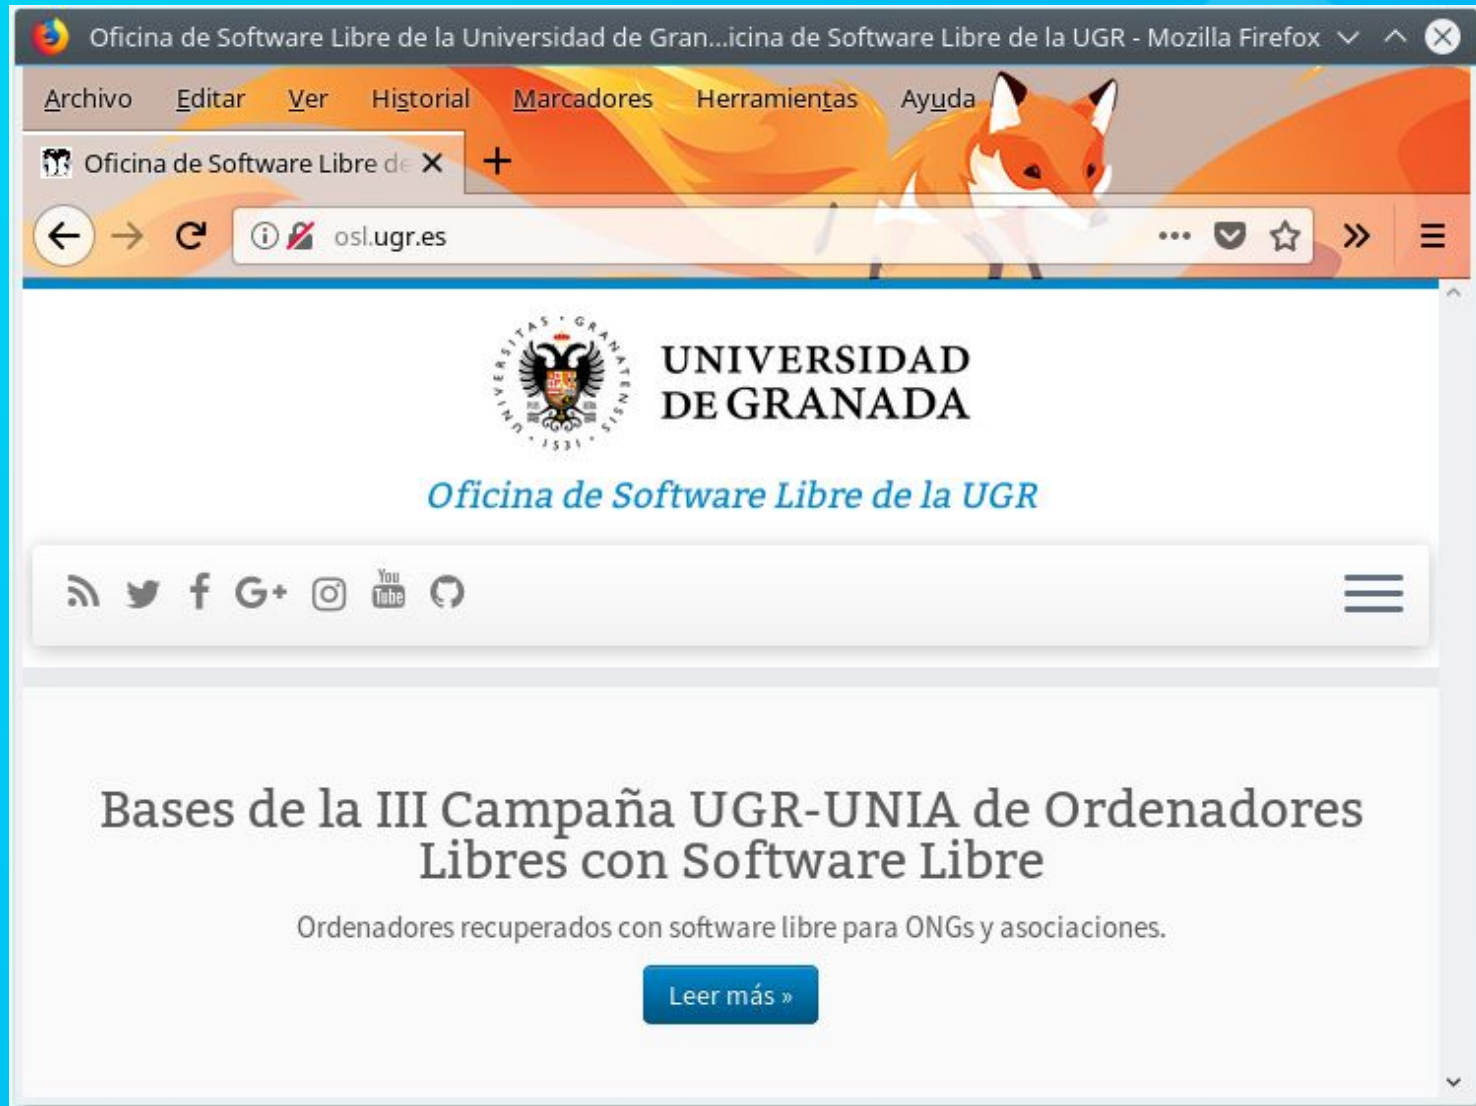 Oficina de Software Libre de la Universidad de Gran...icina de Software Libre de la UGR - Mozilla Firefox
Archivo Editar Ver Historial Marcadores Herramientas Ayuda
Oficina de Software Libre de
osl.ugr.es
UNIVERSITAS · GRANATENSIS · 1531 ·
UNIVERSIDAD
DE GRANADA
Oficina de Software Libre de la UGR
G+ You Tube
Bases de la III Campaña UGR-UNIA de Ordenadores
Libres con Software Libre
Ordenadores recuperados con software libre para ONGs y asociaciones.
Leer más »